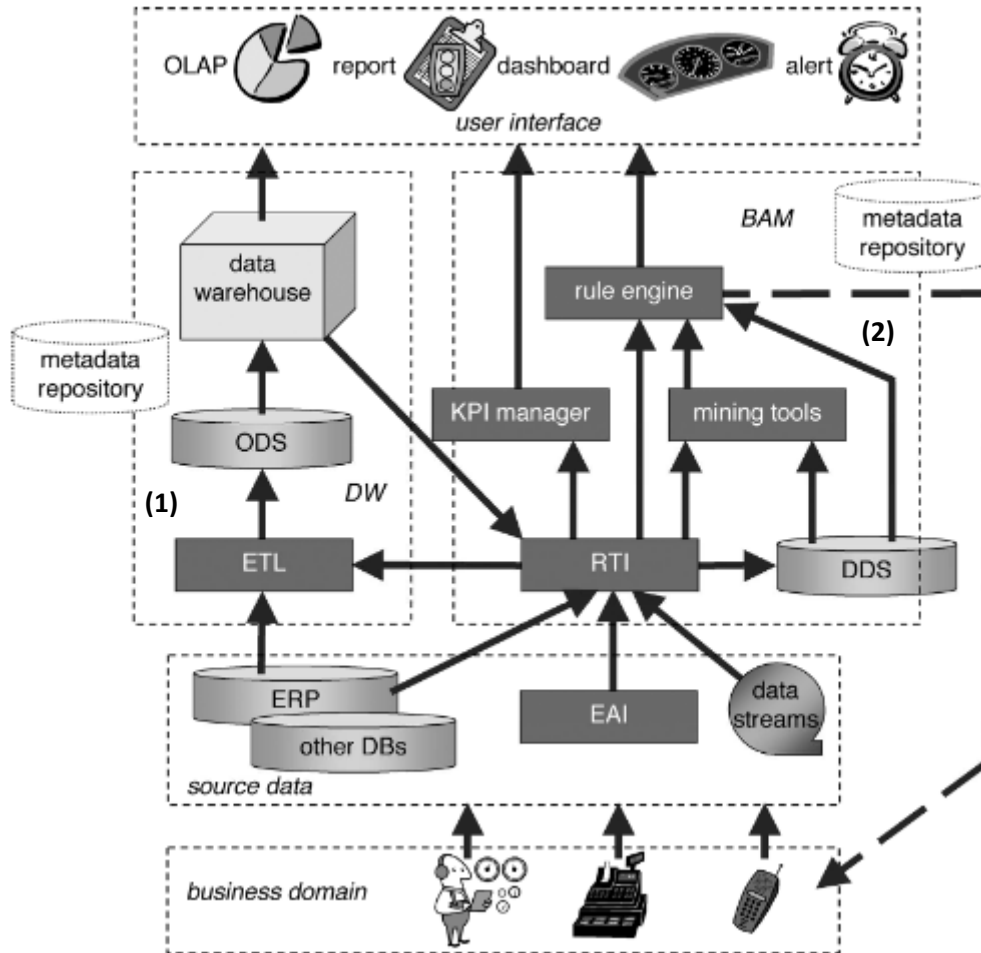 OLAP
report
dashboard
alert
user interface
BAM
metadata
repository
data
warehouse
rule engine
(2)
metadata
repository
KPI manager
mining tools
ODS
(1)
DW
ETL
RTI
DDS
ERP
other DBs
EAI
data
streams
source data
business domain